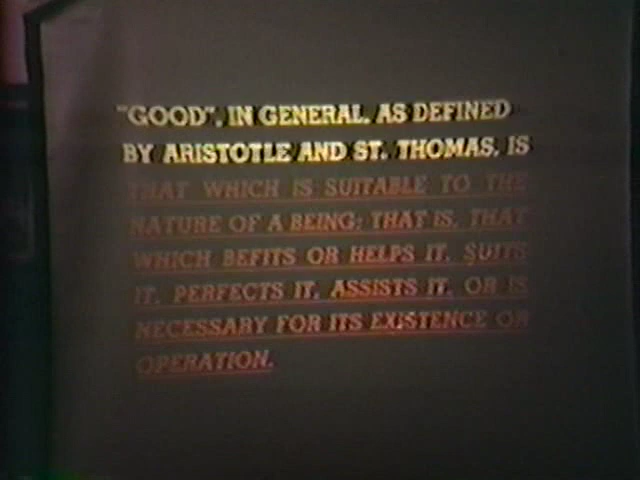 "GOOD", IN GENERAL, AS DEFINED
BY ARISTOTLE AND ST. THOMAS, IS
THAT WHICH IS SUITABLE TO THE
NATURE OF A BEING; THAT IS, THAT
WHICH BEFITS OR HELPS IT, SUITS
IT, PERFECTS IT, ASSISTS IT, OR IS
NECESSARY FOR ITS EXISTENCE OR
OPERATION.